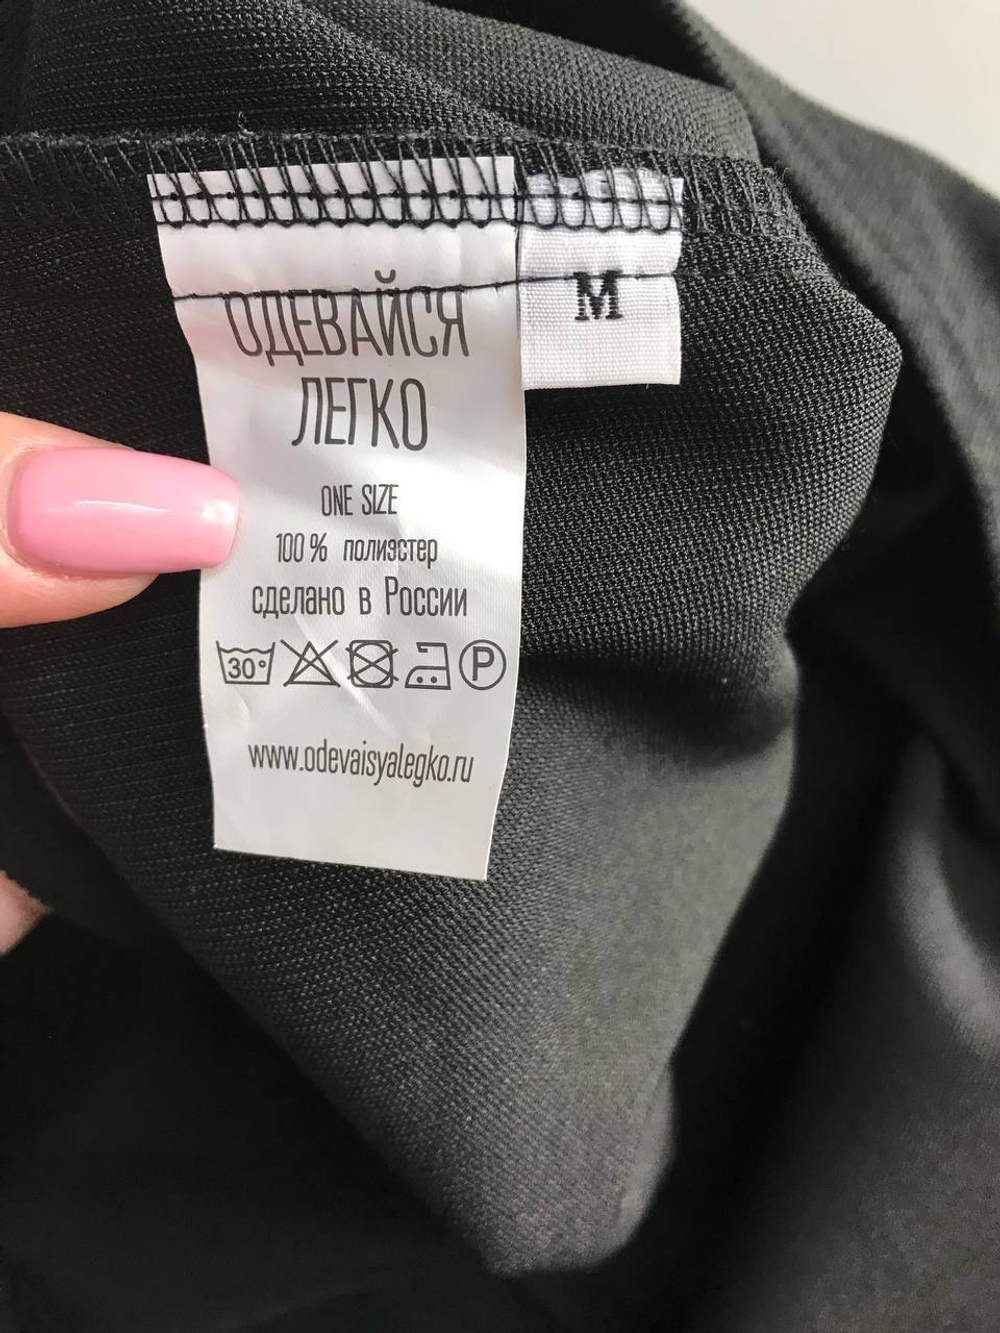 ОДЕВАЙСЯ
ЛЕГКО
ONE SIZE
100% полиэстер
сделано в России
30°
P
www.odevaisyalegko.ru
M